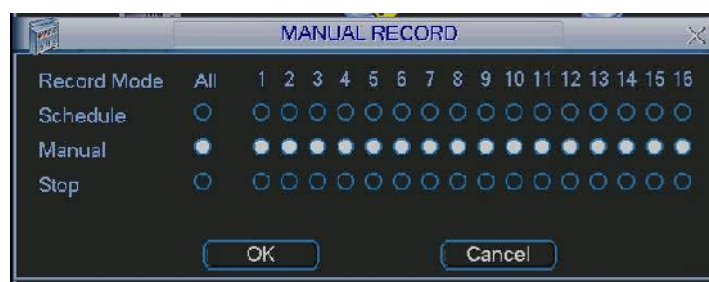 MANUAL RECORD
Record Mode All 1 2 3 4 5 6 7 8 9 10 11 12 13 14 15 16
Schedule
Manual
Stop
OK Cancel